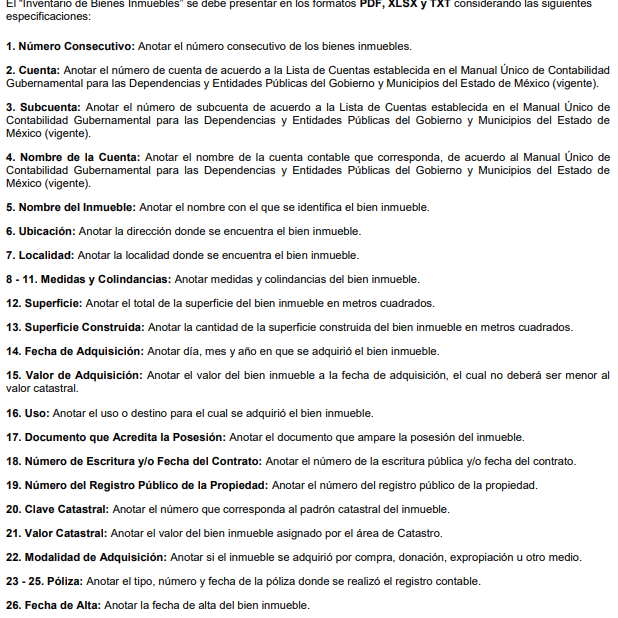 El "Inventario de Bienes Inmuebles" se debe presentar en los formatos PDF, XLSX y TXT considerando las siguientes
especificaciones:
1. Número Consecutivo: Anotar el número consecutivo de los bienes inmuebles.
2. Cuenta: Anotar el número de cuenta de acuerdo a la Lista de Cuentas establecida en el Manual Único de Contabilidad
Gubernamental para las Dependencias y Entidades Públicas del Gobierno y Municipios del Estado de México (vigente).
3. Subcuenta: Anotar el número de subcuenta de acuerdo a la Lista de Cuentas establecida en el Manual Único de
Contabilidad Gubernamental para las Dependencias y Entidades Públicas del Gobierno y Municipios del Estado de
México (vigente).
4. Nombre de la Cuenta: Anotar el nombre de la cuenta contable que corresponda, de acuerdo al Manual Único de
Contabilidad Gubernamental para las Dependencias y Entidades Públicas del Gobierno y Municipios del Estado de
México (vigente).
5. Nombre del Inmueble: Anotar el nombre con el que se identifica el bien inmueble.
6. Ubicación: Anotar la dirección donde se encuentra el bien inmueble.
7. Localidad: Anotar la localidad donde se encuentra el bien inmueble.
8 - 11. Medidas y Colindancias: Anotar medidas y colindancias del bien inmueble.
12. Superficie: Anotar el total de la superficie del bien inmueble en metros cuadrados.
13. Superficie Construida: Anotar la cantidad de la superficie construida del bien inmueble en metros cuadrados.
14. Fecha de Adquisición: Anotar día, mes y año en que se adquirió el bien inmueble.
15. Valor de Adquisición: Anotar el valor del bien inmueble a la fecha de adquisición, el cual no deberá ser menor al
valor catastral.
16. Uso: Anotar el uso o destino para el cual se adquirió el bien inmueble.
17. Documento que Acredita la Posesión: Anotar el documento que ampare la posesión del inmueble.
18. Número de Escritura y/o Fecha del Contrato: Anotar el número de la escritura pública y/o fecha del contrato.
19. Número del Registro Público de la Propiedad: Anotar el número del registro público de la propiedad.
20. Clave Catastral: Anotar el número que corresponda al padrón catastral del inmueble.
21. Valor Catastral: Anotar el valor del bien inmueble asignado por el área de Catastro.
22. Modalidad de Adquisición: Anotar si el inmueble se adquirió por compra, donación, expropiación u otro medio.
23 - 25. Póliza: Anotar el tipo, número y fecha de la póliza donde se realizó el registro contable.
26. Fecha de Alta: Anotar la fecha de alta del bien inmueble.